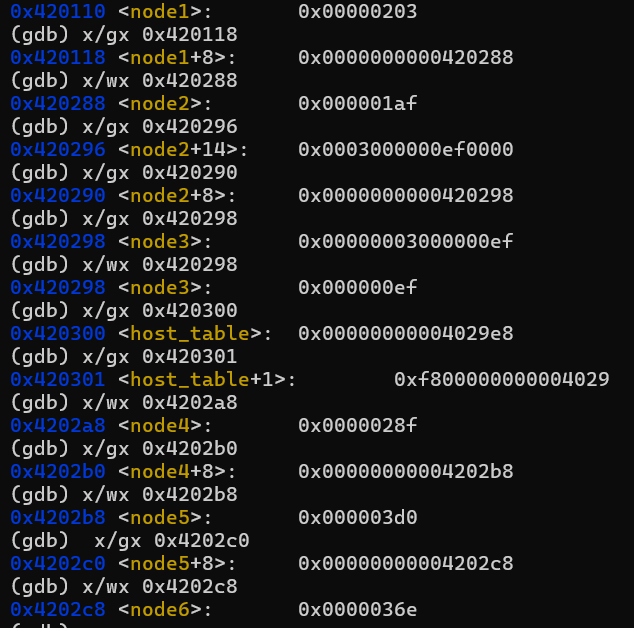 0x420110 <node1>: 0x00000203
(gdb) x/gx 0x420118
0x420118 <node1+8>: 0x0000000000420288
(gdb) x/wx 0x420288
0x420288 <node2>: 0x000001af
(gdb) x/gx 0x420296
0x420296 <node2+14>: 0x0003000000ef0000
(gdb) x/gx 0x420290
0x420290 <node2+8>: 0x0000000000420298
(gdb) x/gx 0x420298
0x420298 <node3>: 0x00000003000000ef
(gdb) x/wx 0x420298
0x420298 <node3>: 0x000000ef
(gdb) x/gx 0x420300
0x420300 <host_table>: 0x00000000004029e8
(gdb) x/gx 0x420301
0x420301 <host_table+1>: 0xf800000000004029
(gdb) x/wx 0x4202a8
0x4202a8 <node4>: 0x0000028f
(gdb) x/gx 0x4202b0
0x4202b0 <node4+8>: 0x00000000004202b8
(gdb) x/wx 0x4202b8
0x4202b8 <node5>: 0x000003d0
(gdb)  x/gx 0x4202c0
0x4202c0 <node5+8>: 0x00000000004202c8
(gdb) x/wx 0x4202c8
0x4202c8 <node6>: 0x0000036e